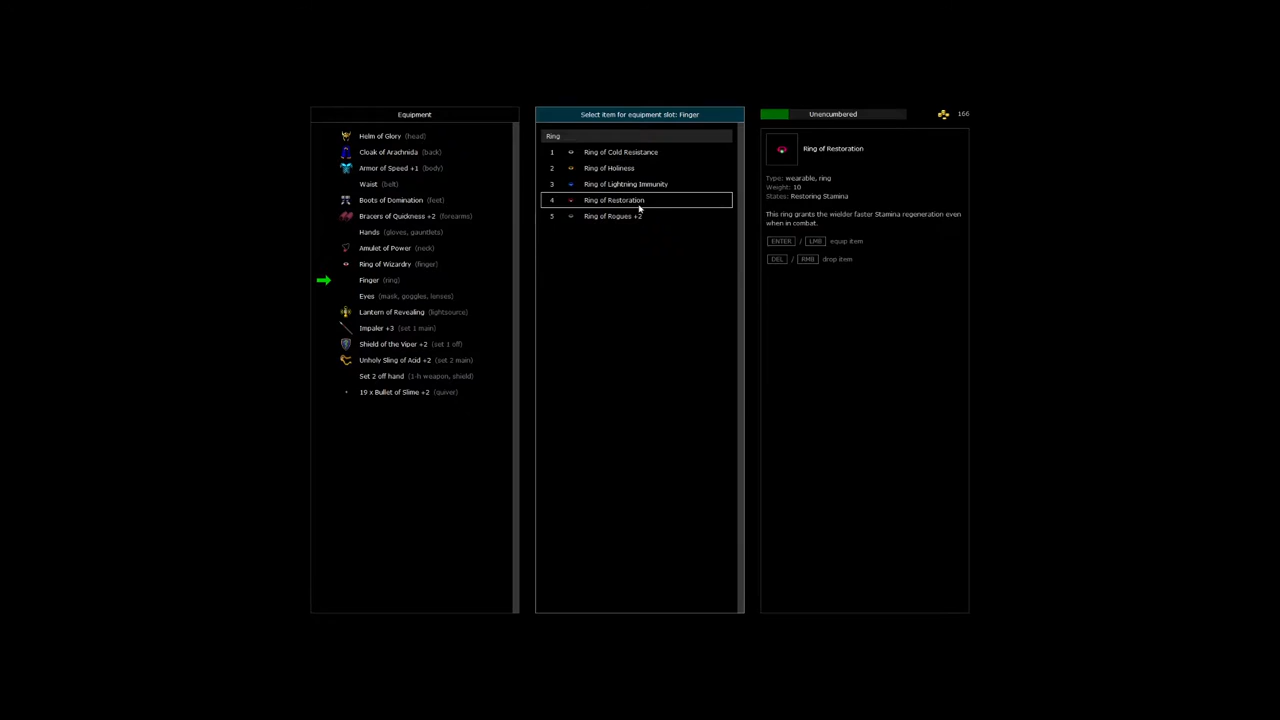 Equipment
Helm of Glory (head)
Cloak of Arachnida (back)
Armor of Speed +1 (body)
Waist (belt)
Boots of Domination (feet)
Bracers of Quickness +2 (forearms)
Hands (gloves, gauntlets)
Amulet of Power (neck)
Ring of Wizardry (finger)
Finger (ring)
Eyes (mask, goggles, lenses)
Lantern of Revealing (lightsource)
Impaler +3 (set 1 main)
Shield of the Viper +2 (set 1 off)
Unholy Sling of Acid +2 (set 2 main)
Set 2 off hand (1-h weapon, shield)
19 x Bullet of Slime +2 (quiver)
Select item for equipment slot: Finger
Ring
1 Ring of Cold Resistance
2 Ring of Holiness
3 Ring of Lightning Immunity
4 Ring of Restoration
5 Ring of Rogues +2
Unencumbered 166
Ring of Restoration
Type: wearable, ring
Weight: 10
States: Restoring Stamina
This ring grants the wielder faster Stamina regeneration even
when in combat.
ENTER / LMB equip item
DEL / RMB drop item